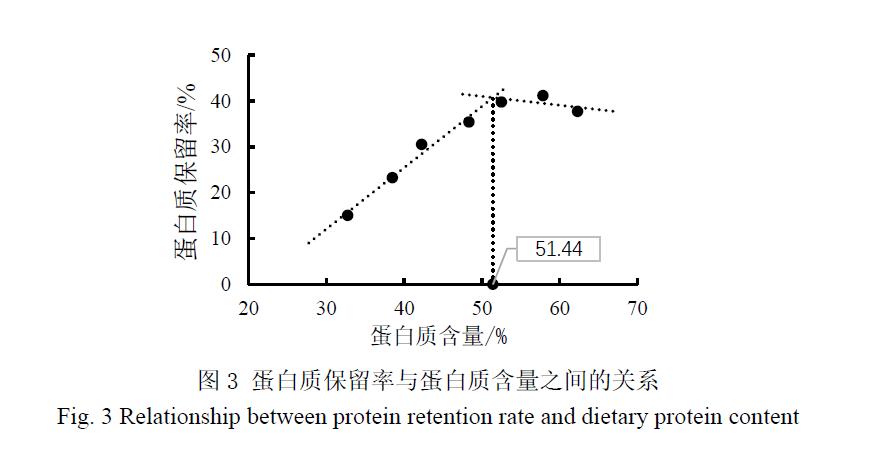 50
40
30
20
10
0
蛋白质保留率/%
51.44
20 30 40 50 60 70
蛋白质含量/%
图 3 蛋白质保留率与蛋白质含量之间的关系
Fig. 3 Relationship between protein retention rate and dietary protein content